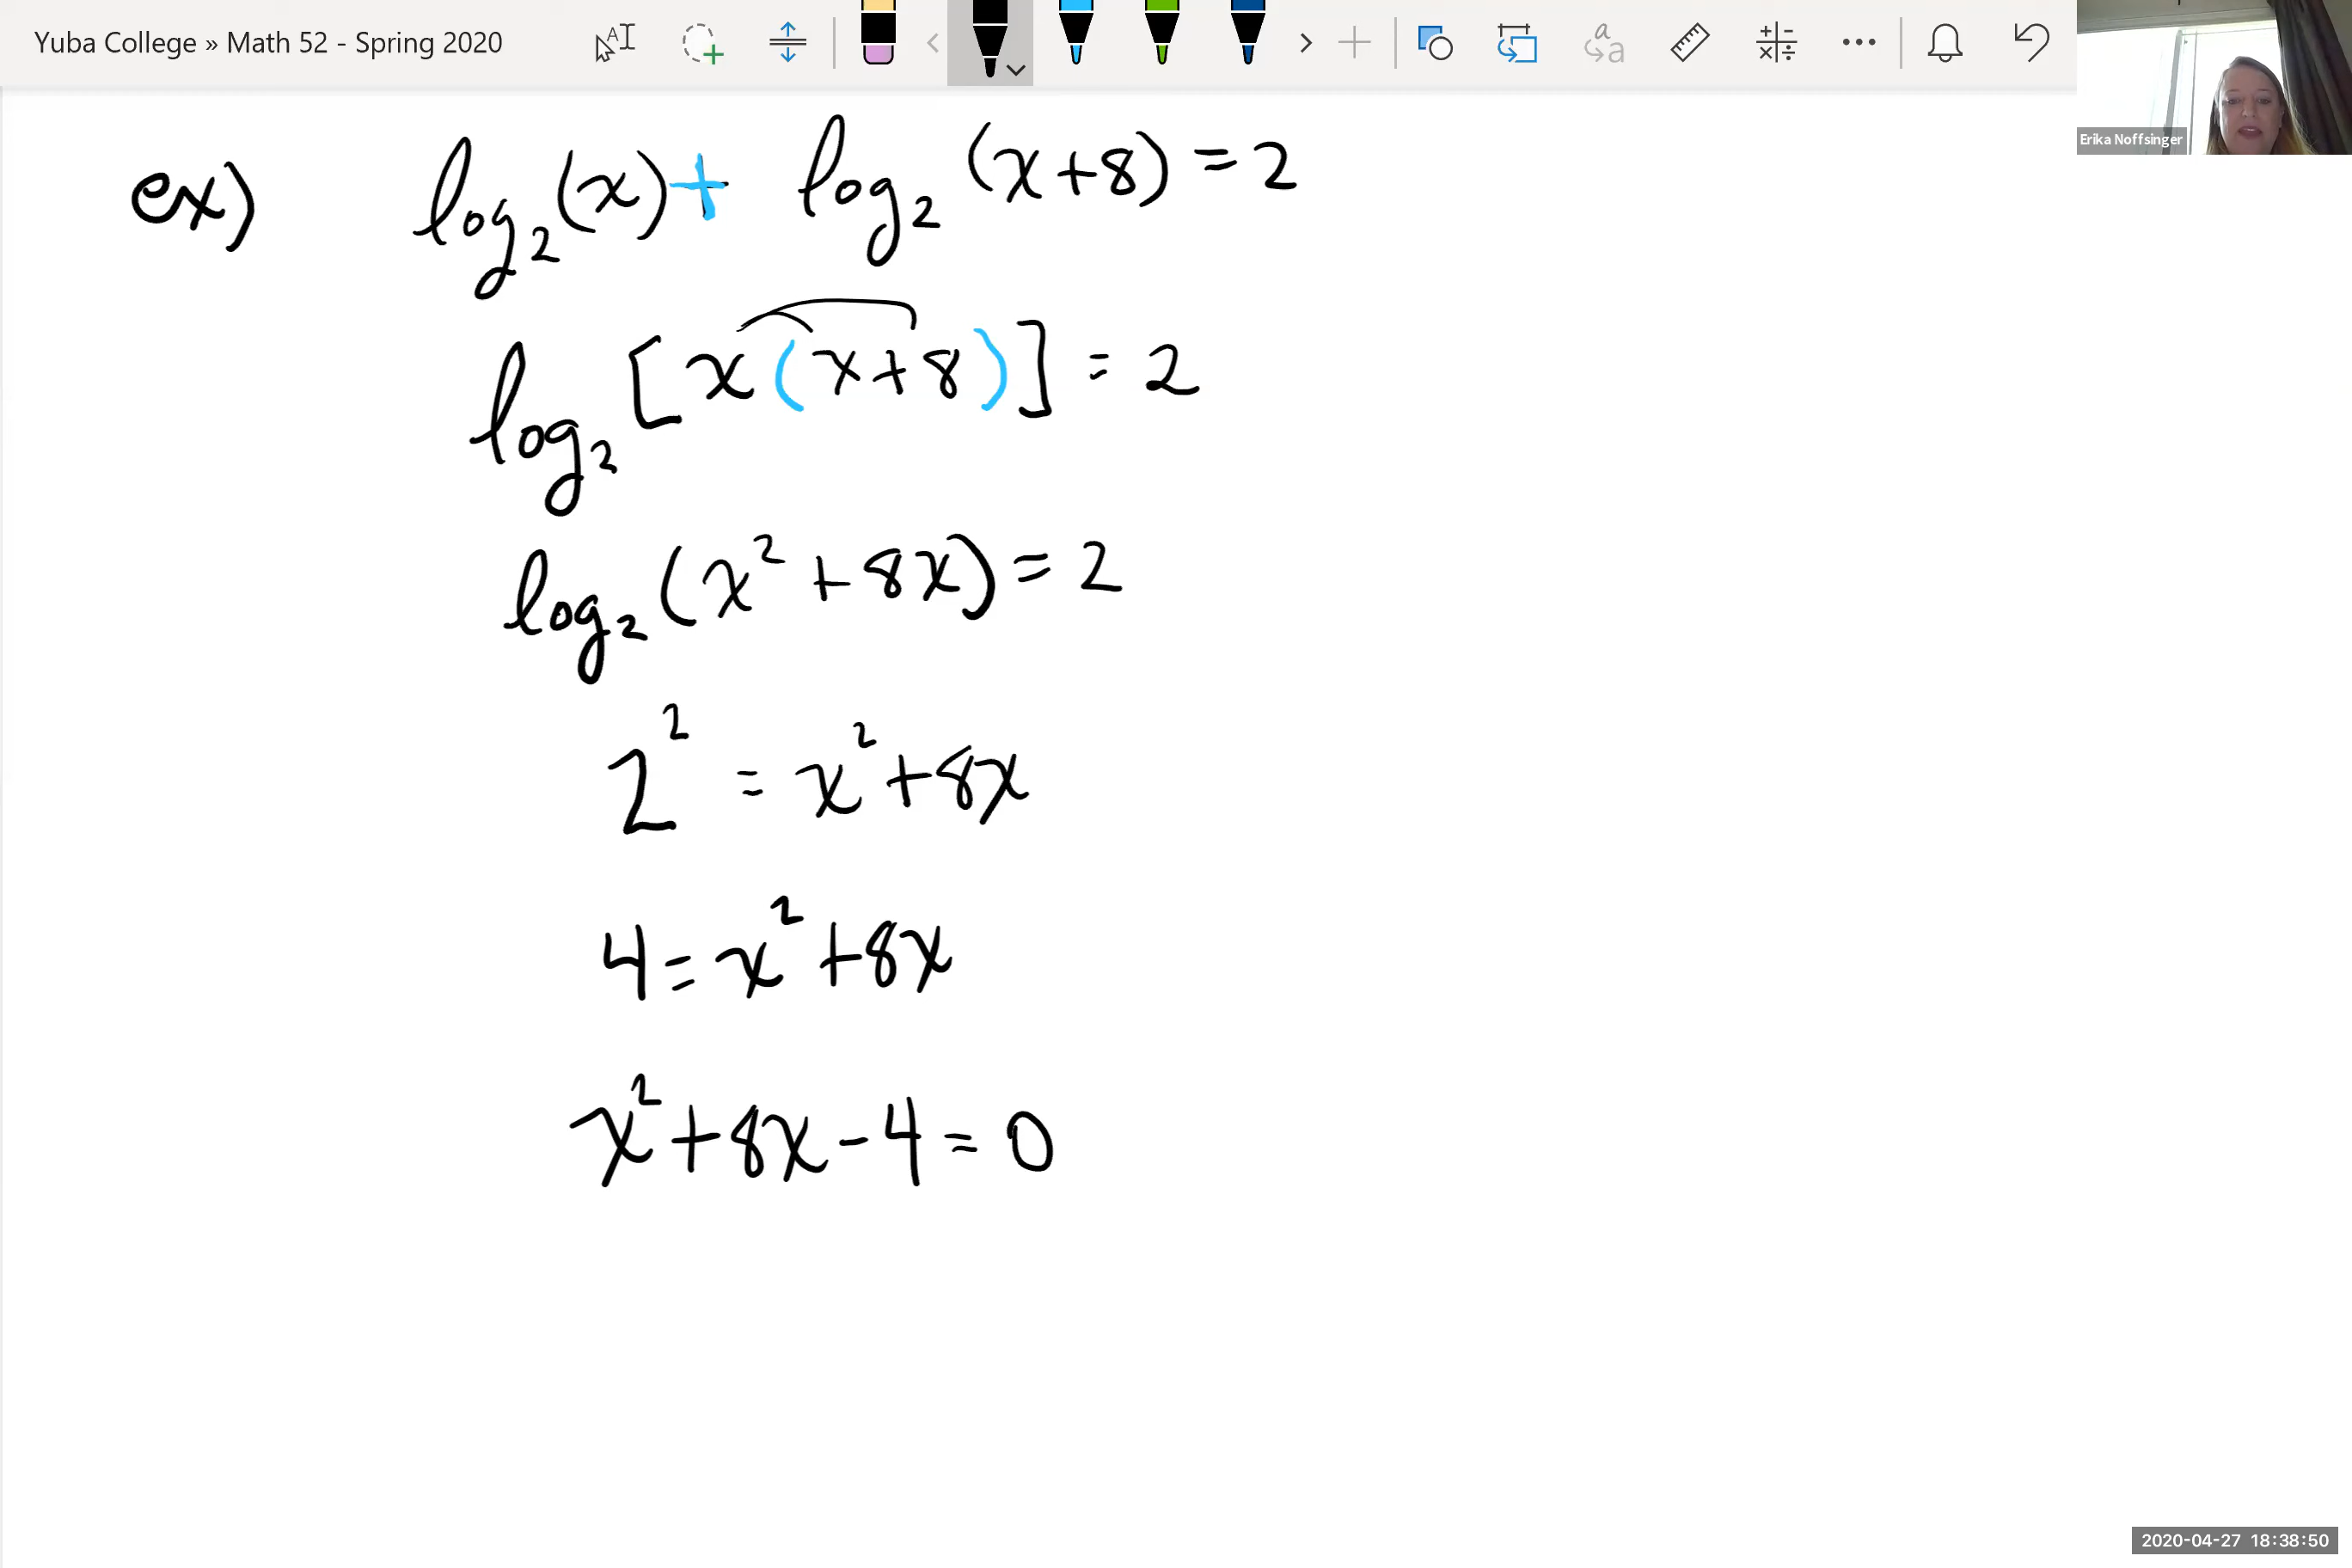 Yuba College » Math 52 - Spring 2020
Erika Noffsinger
ex) log₂(x) + log₂(x+8) = 2
log₂[x(x+8)] = 2
log₂(x² + 8x) = 2
2² = x² + 8x
4 = x² + 8x
x² + 8x - 4 = 0
2020-04-27 18:38:50